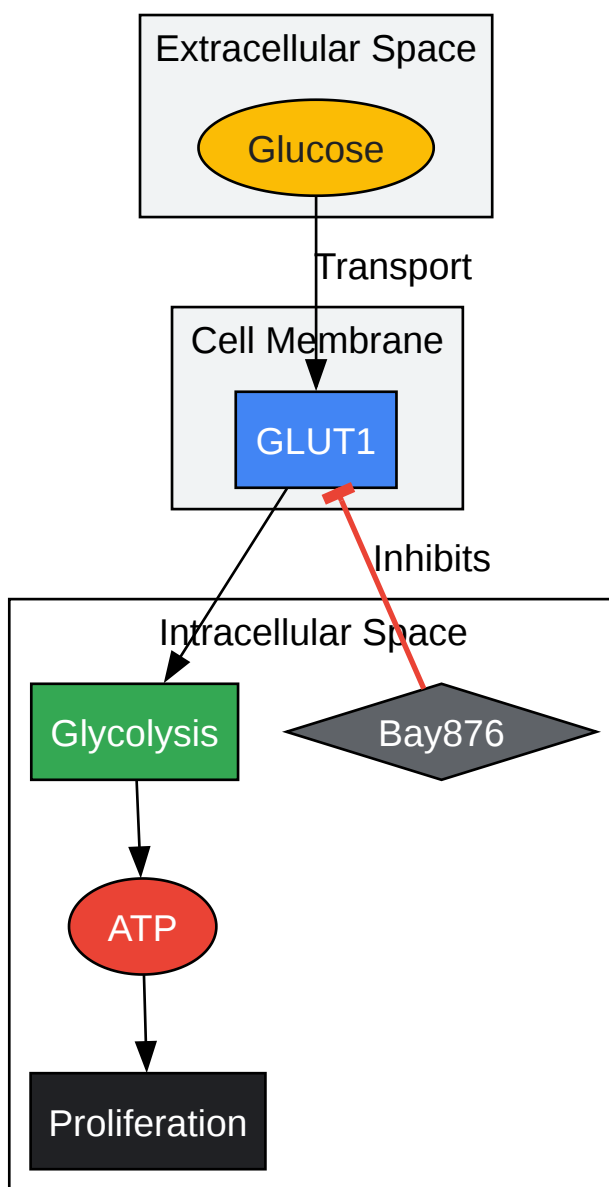 Extracellular Space
Glucose
Transport
Cell Membrane
GLUT1
Inhibits
Intracellular Space
Glycolysis
Bay876
ATP
Proliferation